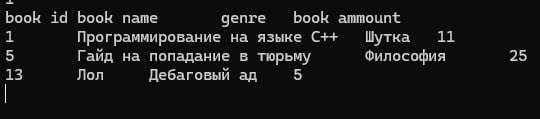 book id book name genre book ammount
1 Программирование на языке C++ Шутка 11
5 Гайд на попадание в тюрьму Философия 25
13 Лол Дебаговый ад 5